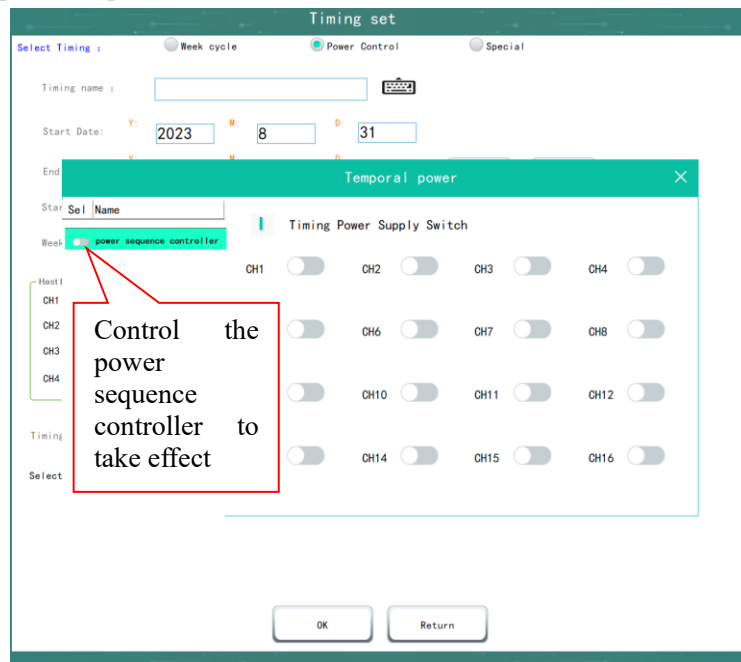 Timing set
Select Timing : Week cycle Power Control Special
Timing name :
Start Date: Y: 2023 M: 8 D: 31
End
Temporal power
Sel Name
power sequence controller
Timing Power Supply Switch
Week
CH1 CH2 CH3 CH4
CH1
CH2
CH3
CH4
CH6 CH7 CH8
CH10 CH11 CH12
CH14 CH15 CH16
Control the
power
sequence
controller to
take effect
Timing
Select
OK Return